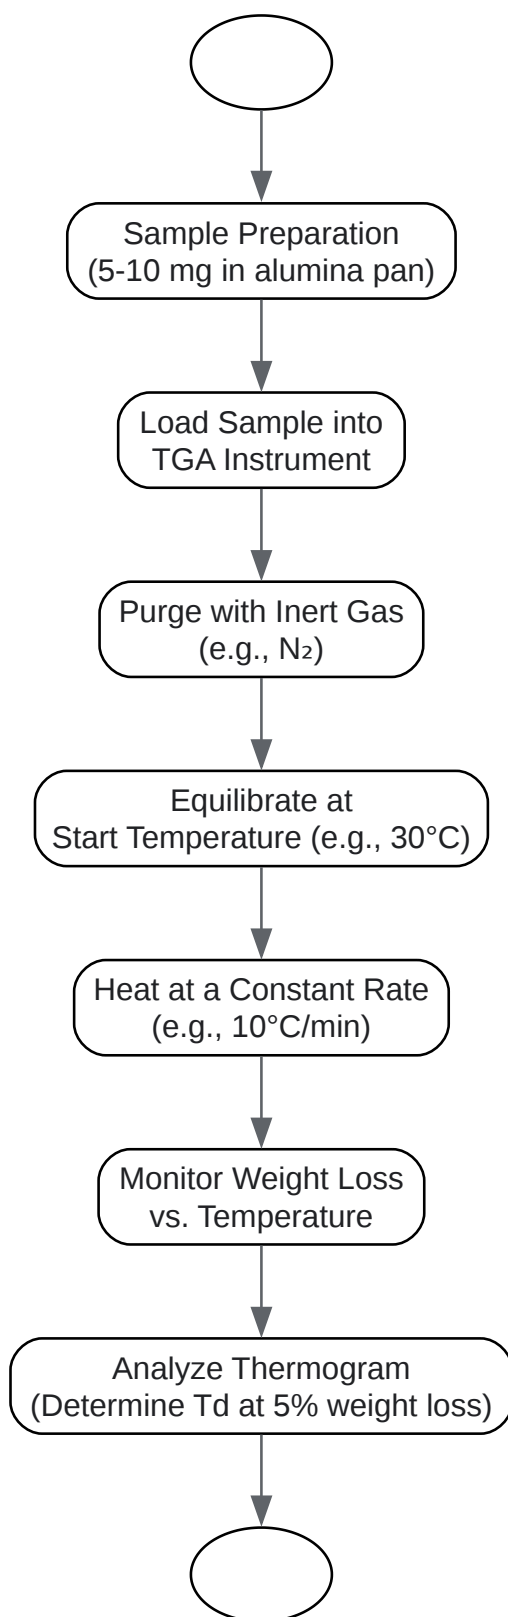 Sample Preparation
(5-10 mg in alumina pan)
Load Sample into
TGA Instrument
Purge with Inert Gas
(e.g., N₂)
Equilibrate at
Start Temperature (e.g., 30°C)
Heat at a Constant Rate
(e.g., 10°C/min)
Monitor Weight Loss
vs. Temperature
Analyze Thermogram
(Determine Td at 5% weight loss)